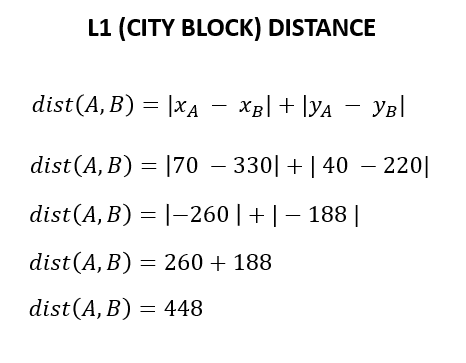 L1 (CITY BLOCK) DISTANCE
dist(A, B) = |x_A − x_B| + |y_A − y_B|
dist(A, B) = |70 − 330| + | 40 − 220|
dist(A, B) = |−260 | + | − 188 |
dist(A, B) = 260 + 188
dist(A, B) = 448